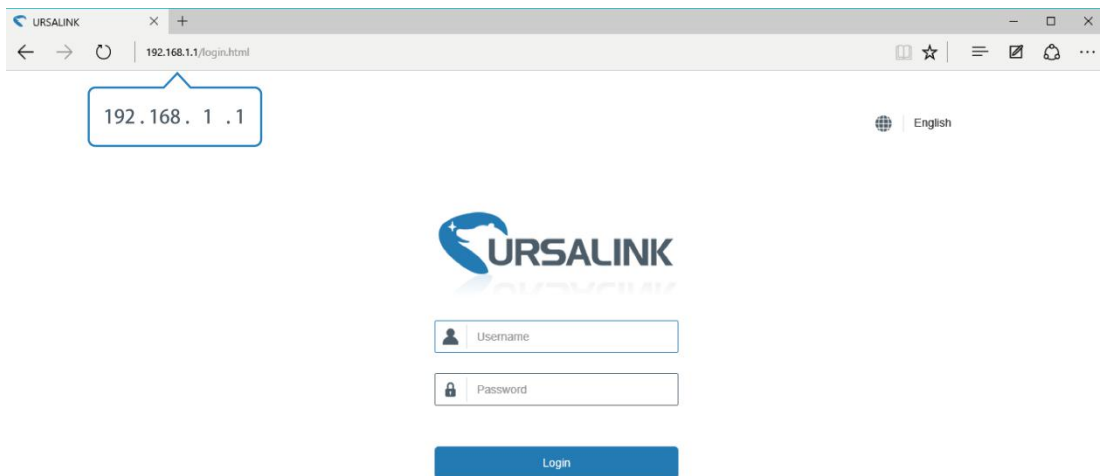 URSALINK
192.168.1.1/login.html
192.168. 1 .1
English
URSALINK
Username
Password
Login